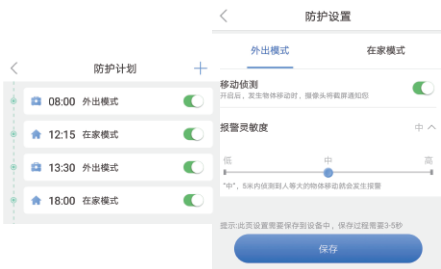 防护计划
08:00 外出模式
12:15 在家模式
13:30 外出模式
18:00 在家模式
防护设置
外出模式 在家模式
移动侦测
开启后，发生物体移动时，摄像头将截屏通知您
报警灵敏度 中
低 中 高
"中"，5米内侦测到人等大的物体移动就会发生报警
提示:此页设置需要保存到设备中，保存过程需要3-5秒
保存